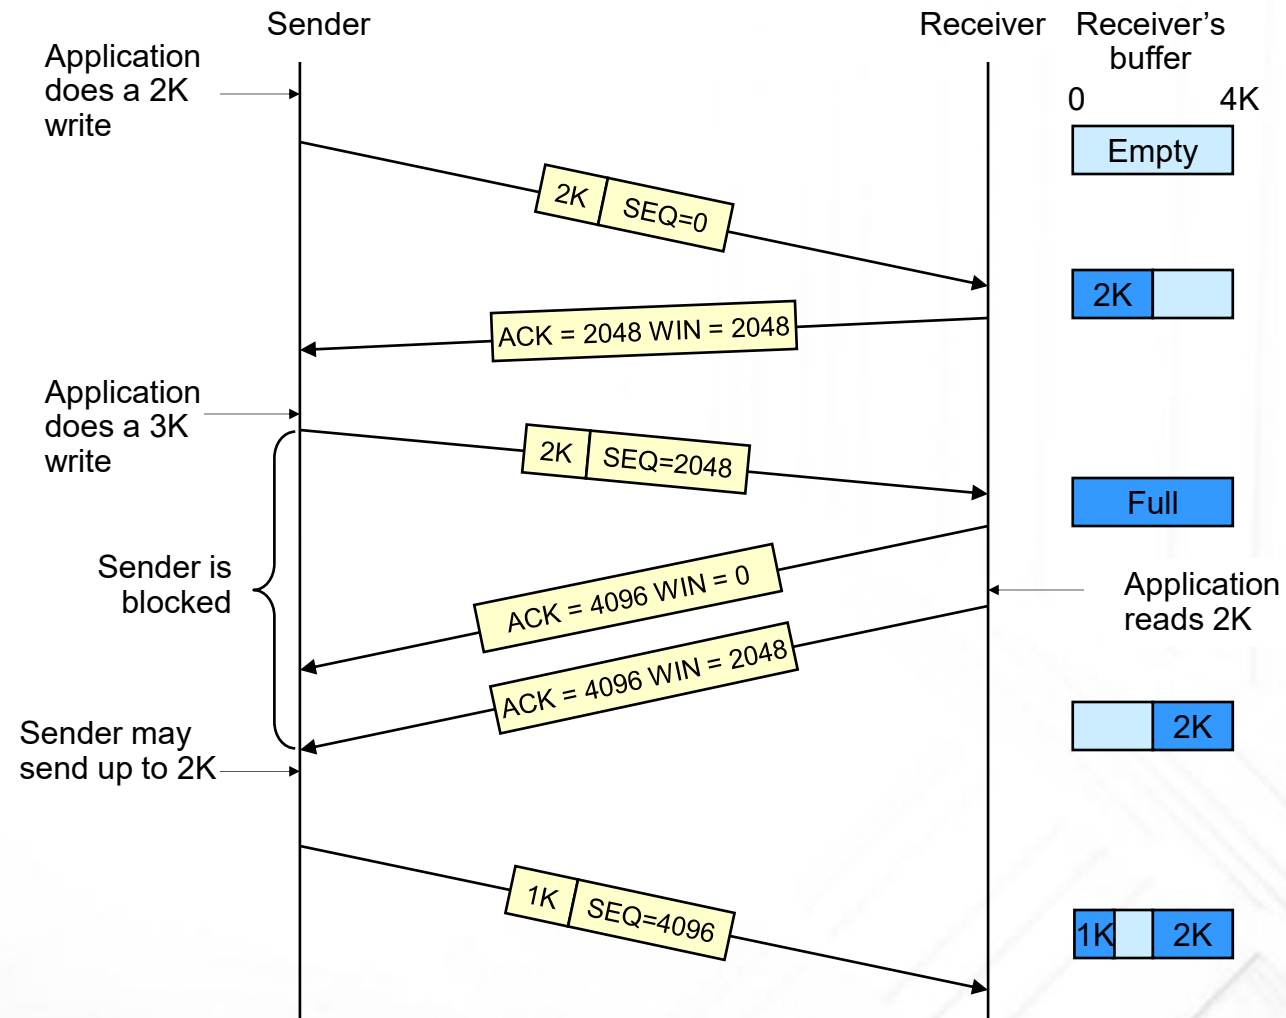 Sender
Receiver
Receiver's
buffer
Application
does a 2K
write
0
4K
Empty
2K
SEQ=0
2K
ACK = 2048 WIN = 2048
Application
does a 3K
write
2K
SEQ=2048
Full
Sender is
blocked
ACK = 4096 WIN = 0
Application
reads 2K
ACK = 4096 WIN = 2048
2K
Sender may
send up to 2K
1K
SEQ=4096
1K
2K